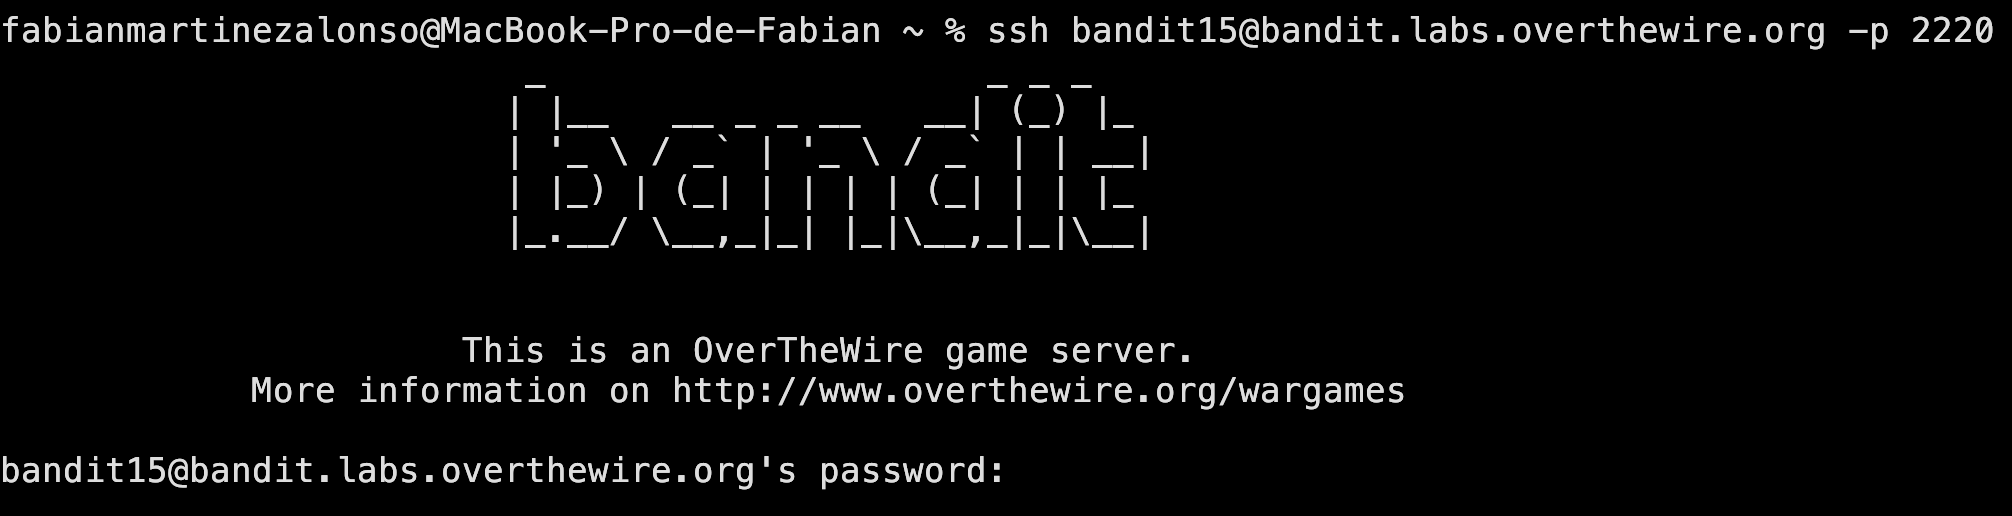 fabianmartinezalonso@MacBook-Pro-de-Fabian ~ % ssh bandit15@bandit.labs.overthewire.org -p 2220
                         _                     _ _ _
                        | |__   __ _ _ __   __| (_) |_
                        | '_ \ / _` | '_ \ / _` | | __|
                        | |_) | (_| | | | | (_| | | |_
                        |_.__/ \__,_|_| |_|\__,_|_|\__|
This is an OverTheWire game server.
More information on http://www.overthewire.org/wargames
bandit15@bandit.labs.overthewire.org's password: